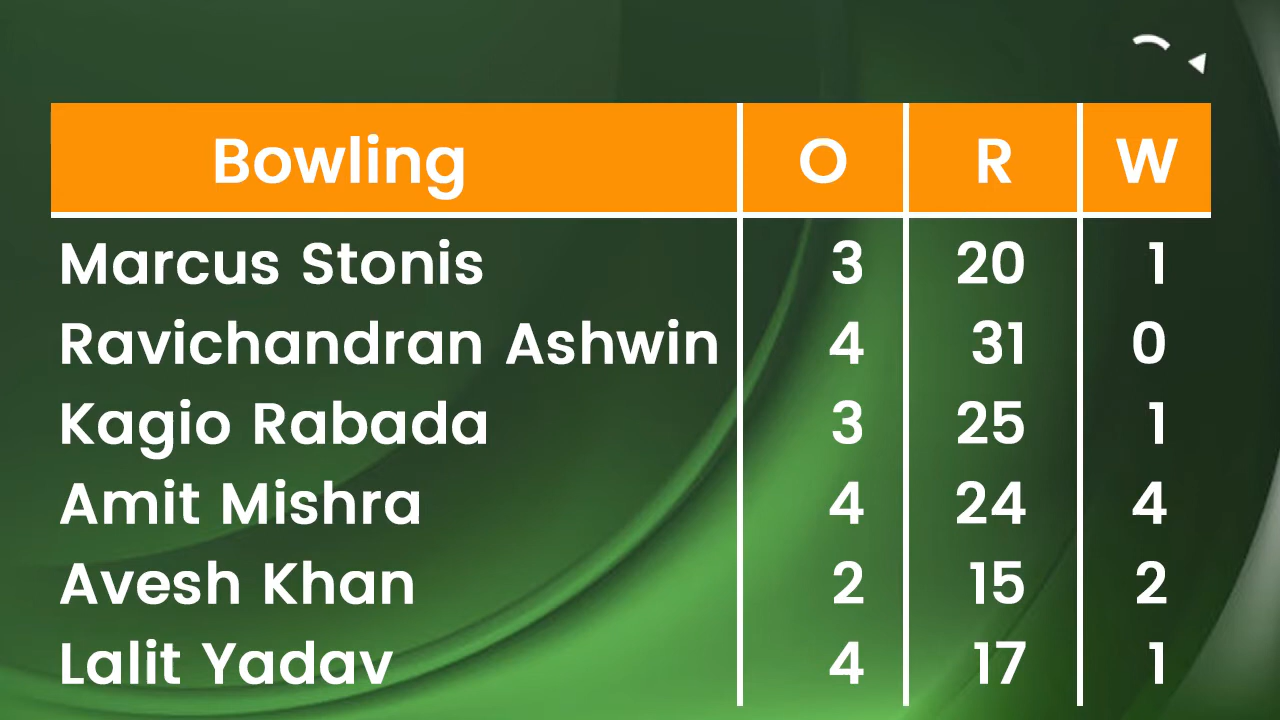 Bowling O R W
Marcus Stonis 3 20 1
Ravichandran Ashwin 4 31 0
Kagio Rabada 3 25 1
Amit Mishra 4 24 4
Avesh Khan 2 15 2
Lalit Yadav 4 17 1